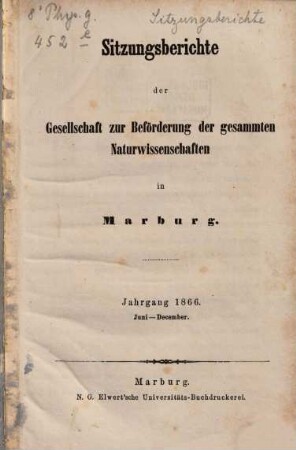 8° Phys. g. Sitzungsberichte
452 e
Sitzungsberichte
der
Gesellschaft zur Beförderung der gesammten
Naturwissenschaften
in
Marburg.
Jahrgang 1866.
Juni—December.
Marburg.
N. G. Elwert'sche Universitäts-Buchdruckerei.